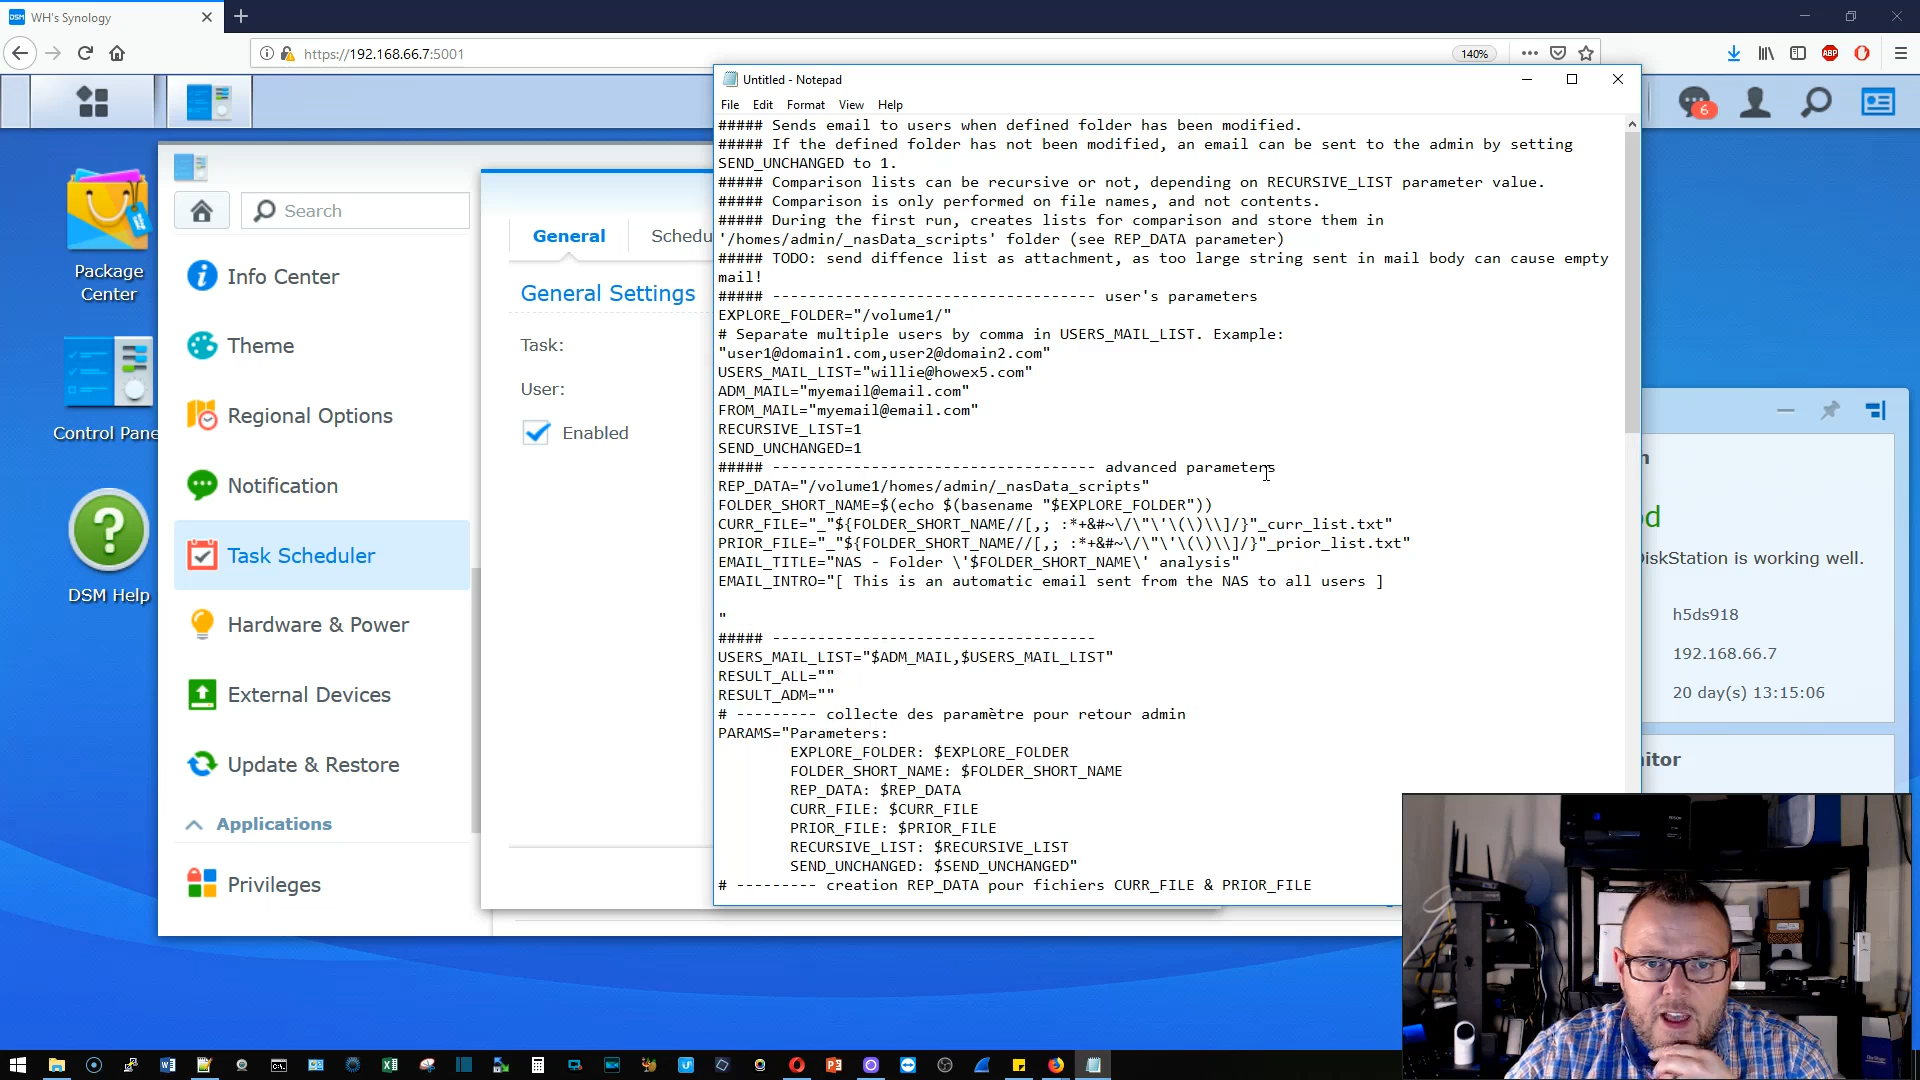 WH's Synology
https://192.168.66.7:5001
140%
ABP
6
Package
Center
Control Pane
DSM Help
Search
Info Center
Theme
Regional Options
Notification
Task Scheduler
Hardware & Power
External Devices
Update & Restore
Applications
Privileges
General
Schedu
General Settings
Task:
User:
Enabled
Untitled - Notepad
File Edit Format View Help
##### Sends email to users when defined folder has been modified.
##### If the defined folder has not been modified, an email can be sent to the admin by setting
SEND_UNCHANGED to 1.
##### Comparison lists can be recursive or not, depending on RECURSIVE_LIST parameter value.
##### Comparison is only performed on file names, and not contents.
##### During the first run, creates lists for comparison and store them in
'/homes/admin/_nasData_scripts' folder (see REP_DATA parameter)
##### TODO: send diffence list as attachment, as too large string sent in mail body can cause empty
mail!
##### ------------------------------------ user's parameters
EXPLORE_FOLDER="/volume1/"
# Separate multiple users by comma in USERS_MAIL_LIST. Example:
"user1@domain1.com,user2@domain2.com"
USERS_MAIL_LIST="willie@howex5.com"
ADM_MAIL="myemail@email.com"
FROM_MAIL="myemail@email.com"
RECURSIVE_LIST=1
SEND_UNCHANGED=1
##### ------------------------------------ advanced parameters
REP_DATA="/volume1/homes/admin/_nasData_scripts"
FOLDER_SHORT_NAME=$(echo $(basename "$EXPLORE_FOLDER"))
CURR_FILE="_"${FOLDER_SHORT_NAME//[,; :*+&#~\/\"\'\(\)\\]/}"_curr_list.txt"
PRIOR_FILE="_"${FOLDER_SHORT_NAME//[,; :*+&#~\/\"\'\(\)\\]/}"_prior_list.txt"
EMAIL_TITLE="NAS - Folder \'$FOLDER_SHORT_NAME\' analysis"
EMAIL_INTRO="[ This is an automatic email sent from the NAS to all users ]
"
##### ------------------------------------
USERS_MAIL_LIST="$ADM_MAIL,$USERS_MAIL_LIST"
RESULT_ALL=""
RESULT_ADM=""
# --------- collecte des paramètre pour retour admin
PARAMS="Parameters:
EXPLORE_FOLDER: $EXPLORE_FOLDER
FOLDER_SHORT_NAME: $FOLDER_SHORT_NAME
REP_DATA: $REP_DATA
CURR_FILE: $CURR_FILE
PRIOR_FILE: $PRIOR_FILE
RECURSIVE_LIST: $RECURSIVE_LIST
SEND_UNCHANGED: $SEND_UNCHANGED"
# --------- creation REP_DATA pour fichiers CURR_FILE & PRIOR_FILE
DiskStation is working well.
h5ds918
192.168.66.7
20 day(s) 13:15:06
itor